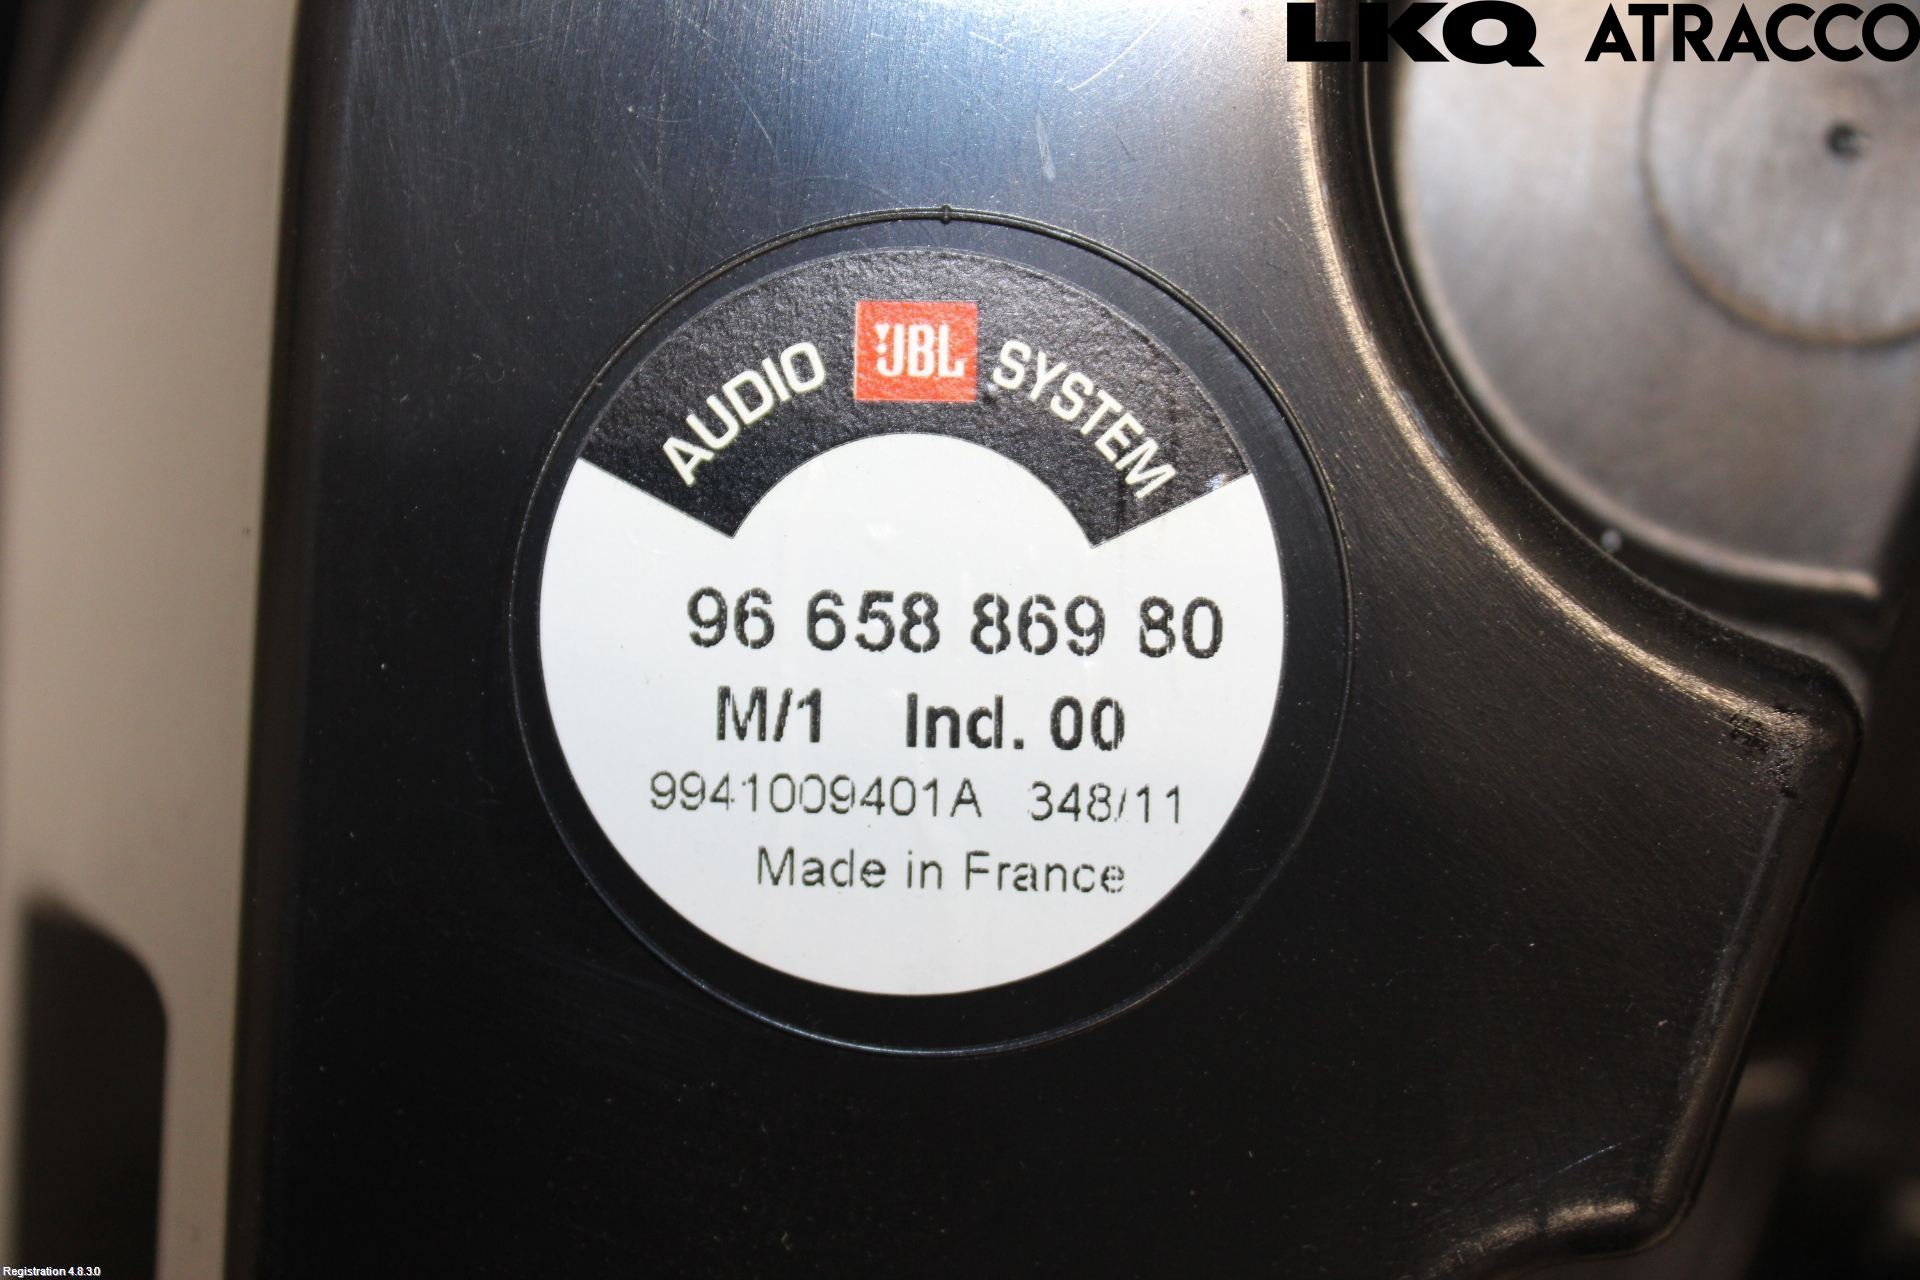 LKQ ATRACCO
AUDIO JBL SYSTEM
96 658 869 80
M/1 Ind. 00
9941009401A 348/11
Made in France
Registration 4.8.3.0